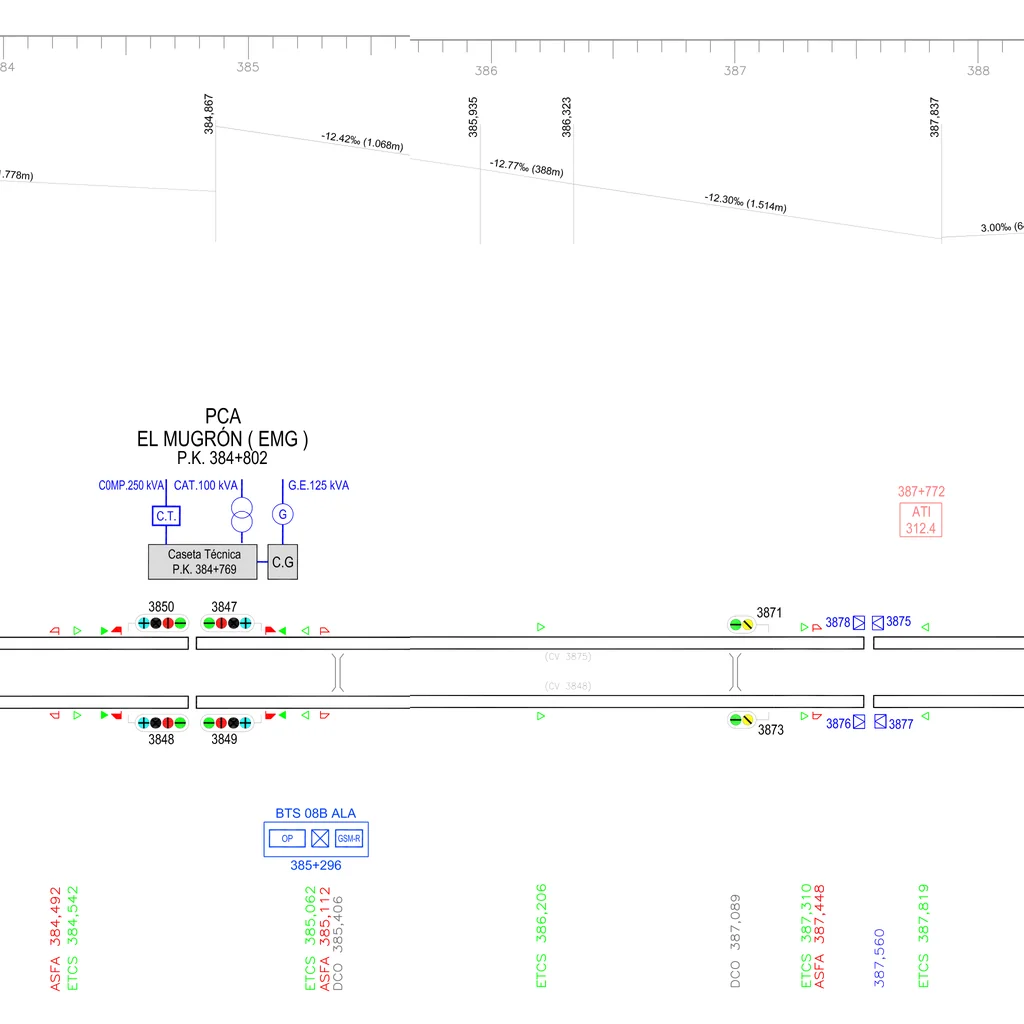 84
385
386
387
388
384,867
385,935
386,323
387,837
-12.42‰ (1.068m)
-12.77‰ (388m)
-12.30‰ (1.514m)
.778m)
3.00‰ (6
PCA
EL MUGRÓN ( EMG )
P.K. 384+802
C0MP.250 kVA
CAT.100 kVA
G.E.125 kVA
C.T.
G
Caseta Técnica
P.K. 384+769
C.G
387+772
ATI
312.4
3850
3847
3871
3878
3875
(CV 3875)
(CV 3848)
3848
3849
3873
3876
3877
BTS 08B ALA
OP
GSM-R
385+296
ASFA 384,492
ETCS 384,542
ETCS 385,062
ASFA 385,112
DCO 385,406
ETCS 386,206
DCO 387,089
ETCS 387,310
ASFA 387,448
387,560
ETCS 387,819